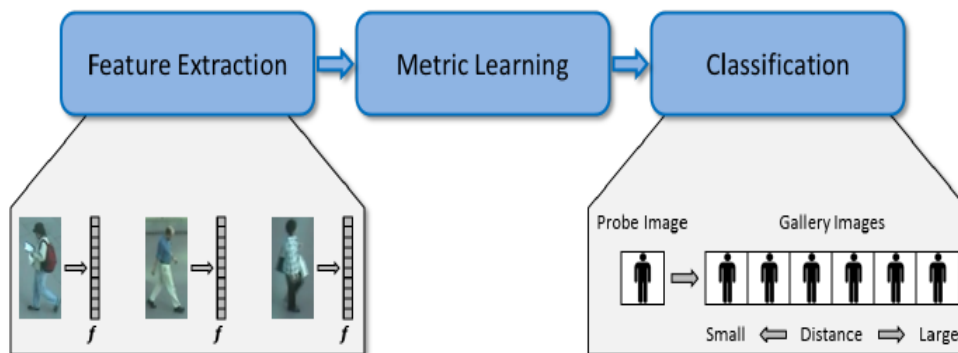 Feature Extraction
Metric Learning
Classification
f
f
f
Probe Image
Gallery Images
Small
Distance
Large